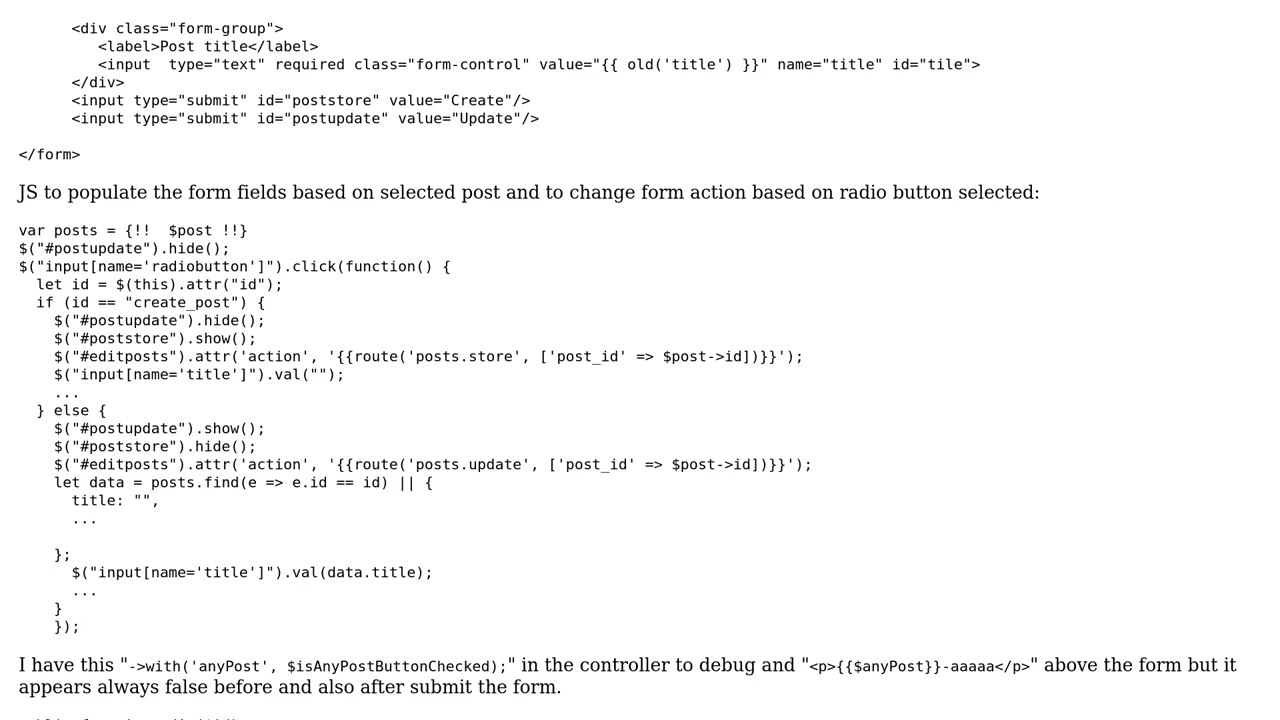 <div class="form-group">
<label>Post title</label>
<input  type="text" required class="form-control" value="{{ old('title') }}" name="title" id="tile">
</div>
<input type="submit" id="poststore" value="Create"/>
<input type="submit" id="postupdate" value="Update"/>
</form>
JS to populate the form fields based on selected post and to change form action based on radio button selected:
var posts = {!!  $post !!}
$("#postupdate").hide();
$("input[name='radiobutton']").click(function() {
let id = $(this).attr("id");
if (id == "create_post") {
$("#postupdate").hide();
$("#poststore").show();
$("#editposts").attr('action', '{{route('posts.store', ['post_id' => $post->id])}}');
$("input[name='title']").val("");
...
} else {
$("#postupdate").show();
$("#poststore").hide();
$("#editposts").attr('action', '{{route('posts.update', ['post_id' => $post->id])}}');
let data = posts.find(e => e.id == id) || {
title: "",
...
};
$("input[name='title']").val(data.title);
...
}
});
I have this "->with('anyPost', $isAnyPostButtonChecked);" in the controller to debug and "<p>{{$anyPost}}-aaaaa</p>" above the form but it
appears always false before and also after submit the form.